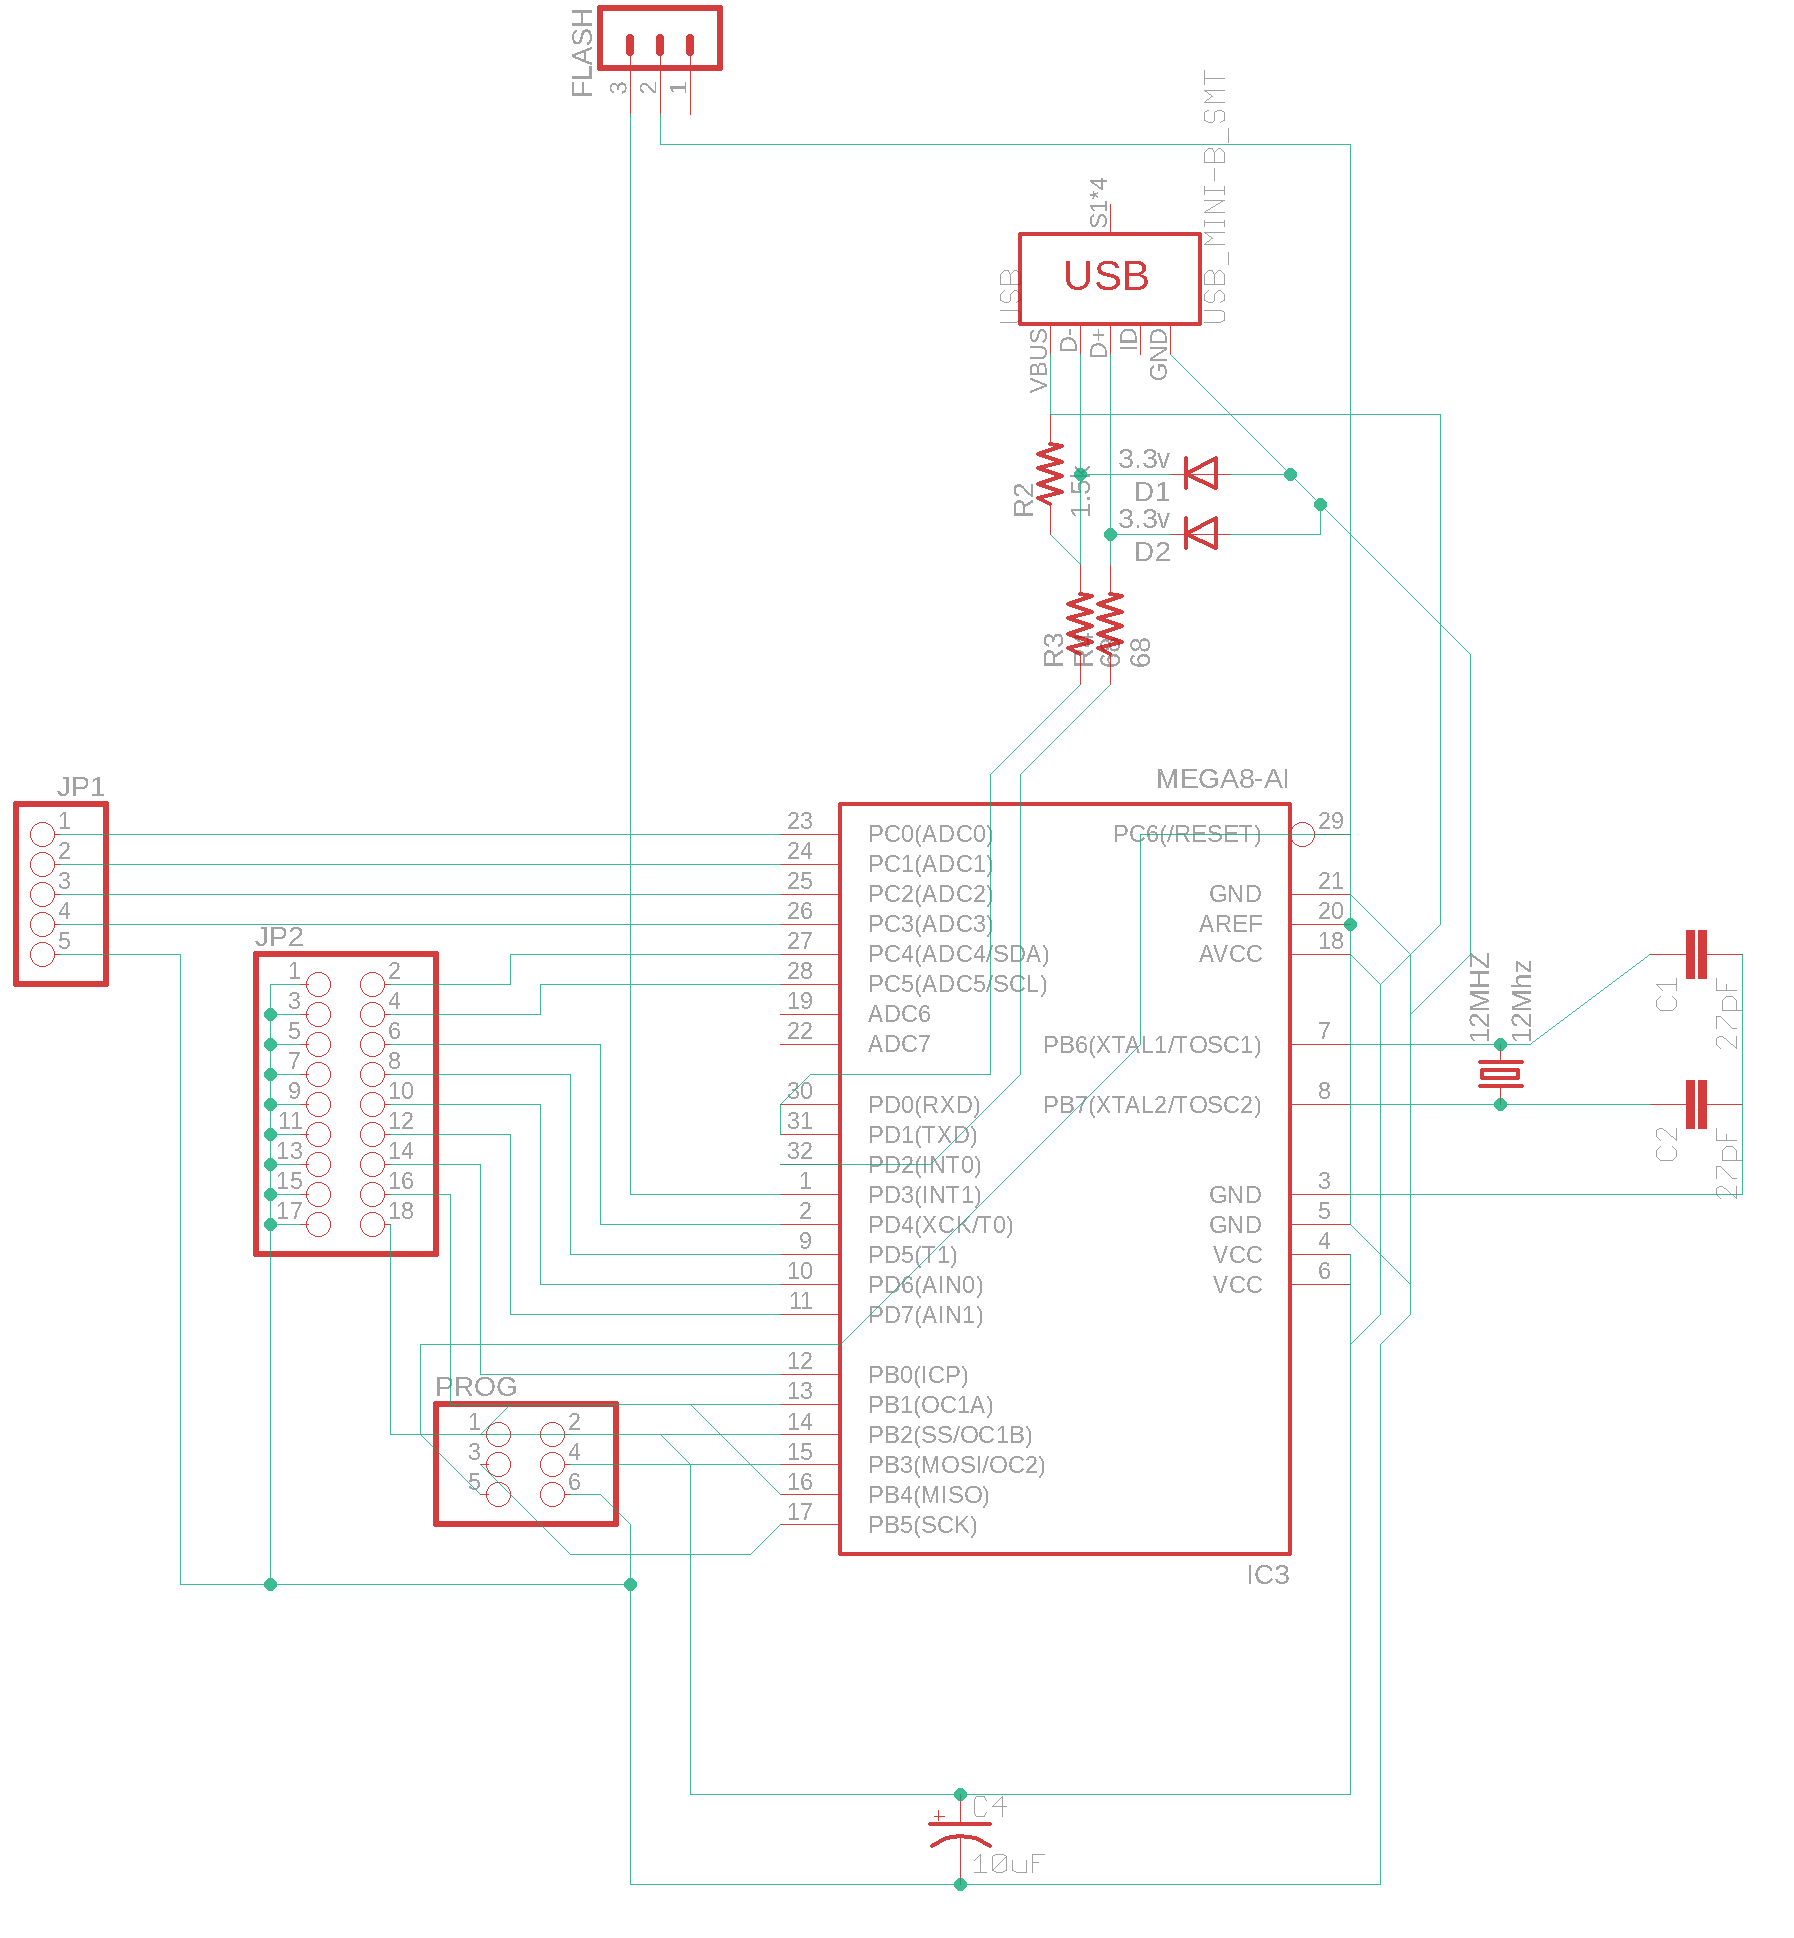 FLASH
3
2
1
S1*4
USB
USB
USB_MINI-B_SMT
VBUS
D-
D+
ID
GND
R2
1.5k
3.3v
D1
3.3v
D2
R3
R4
68
68
MEGA8-AI
JP1
1
2
3
4
5
JP2
1
2
3
4
5
6
7
8
9
10
11
12
13
14
15
16
17
18
PROG
1
2
3
4
5
6
23 PC0(ADC0)
24 PC1(ADC1)
25 PC2(ADC2)
26 PC3(ADC3)
27 PC4(ADC4/SDA)
28 PC5(ADC5/SCL)
19 ADC6
22 ADC7
30 PD0(RXD)
31 PD1(TXD)
32 PD2(INT0)
1 PD3(INT1)
2 PD4(XCK/T0)
9 PD5(T1)
10 PD6(AIN0)
11 PD7(AIN1)
12 PB0(ICP)
13 PB1(OC1A)
14 PB2(SS/OC1B)
15 PB3(MOSI/OC2)
16 PB4(MISO)
17 PB5(SCK)
PC6(/RESET) 29
GND 21
AREF 20
AVCC 18
PB6(XTAL1/TOSC1) 7
PB7(XTAL2/TOSC2) 8
GND 3
GND 5
VCC 4
VCC 6
IC3
12MHZ
12Mhz
C1
27pF
C2
27pF
+
C4
10uF